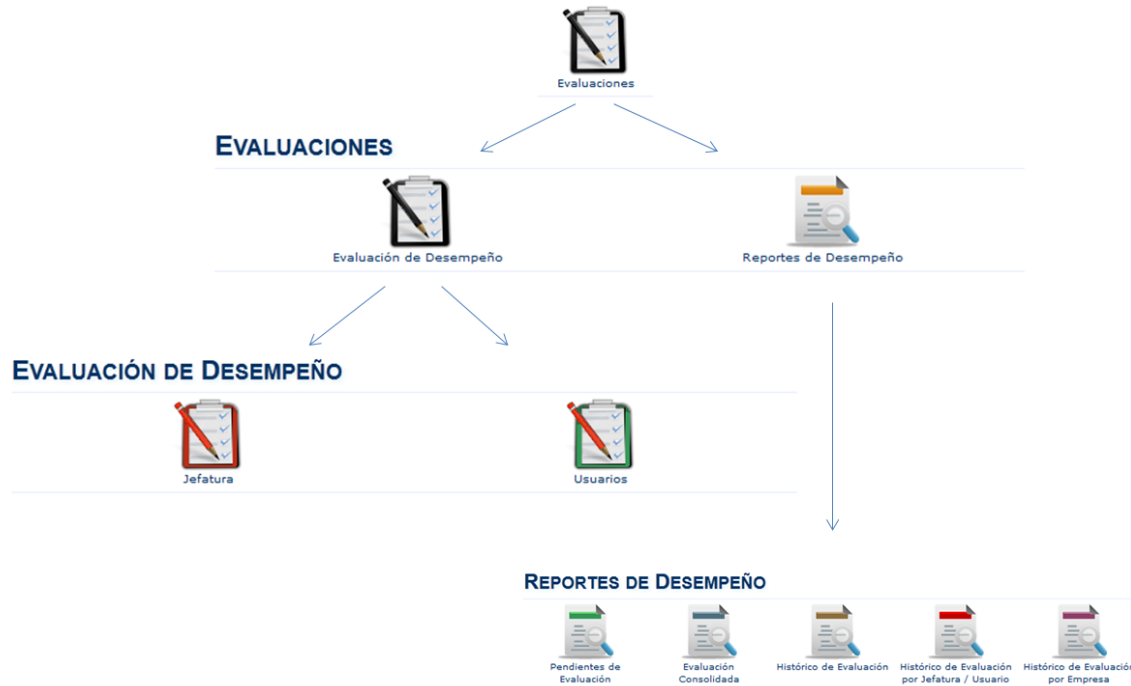 Evaluaciones
EVALUACIONES
Evaluación de Desempeño
Reportes de Desempeño
EVALUACIÓN DE DESEMPEÑO
Jefatura
Usuarios
REPORTES DE DESEMPEÑO
Pendientes de
Evaluación
Evaluación
Consolidada
Histórico de Evaluación
Histórico de Evaluación
por Jefatura / Usuario
Histórico de Evaluación
por Empresa